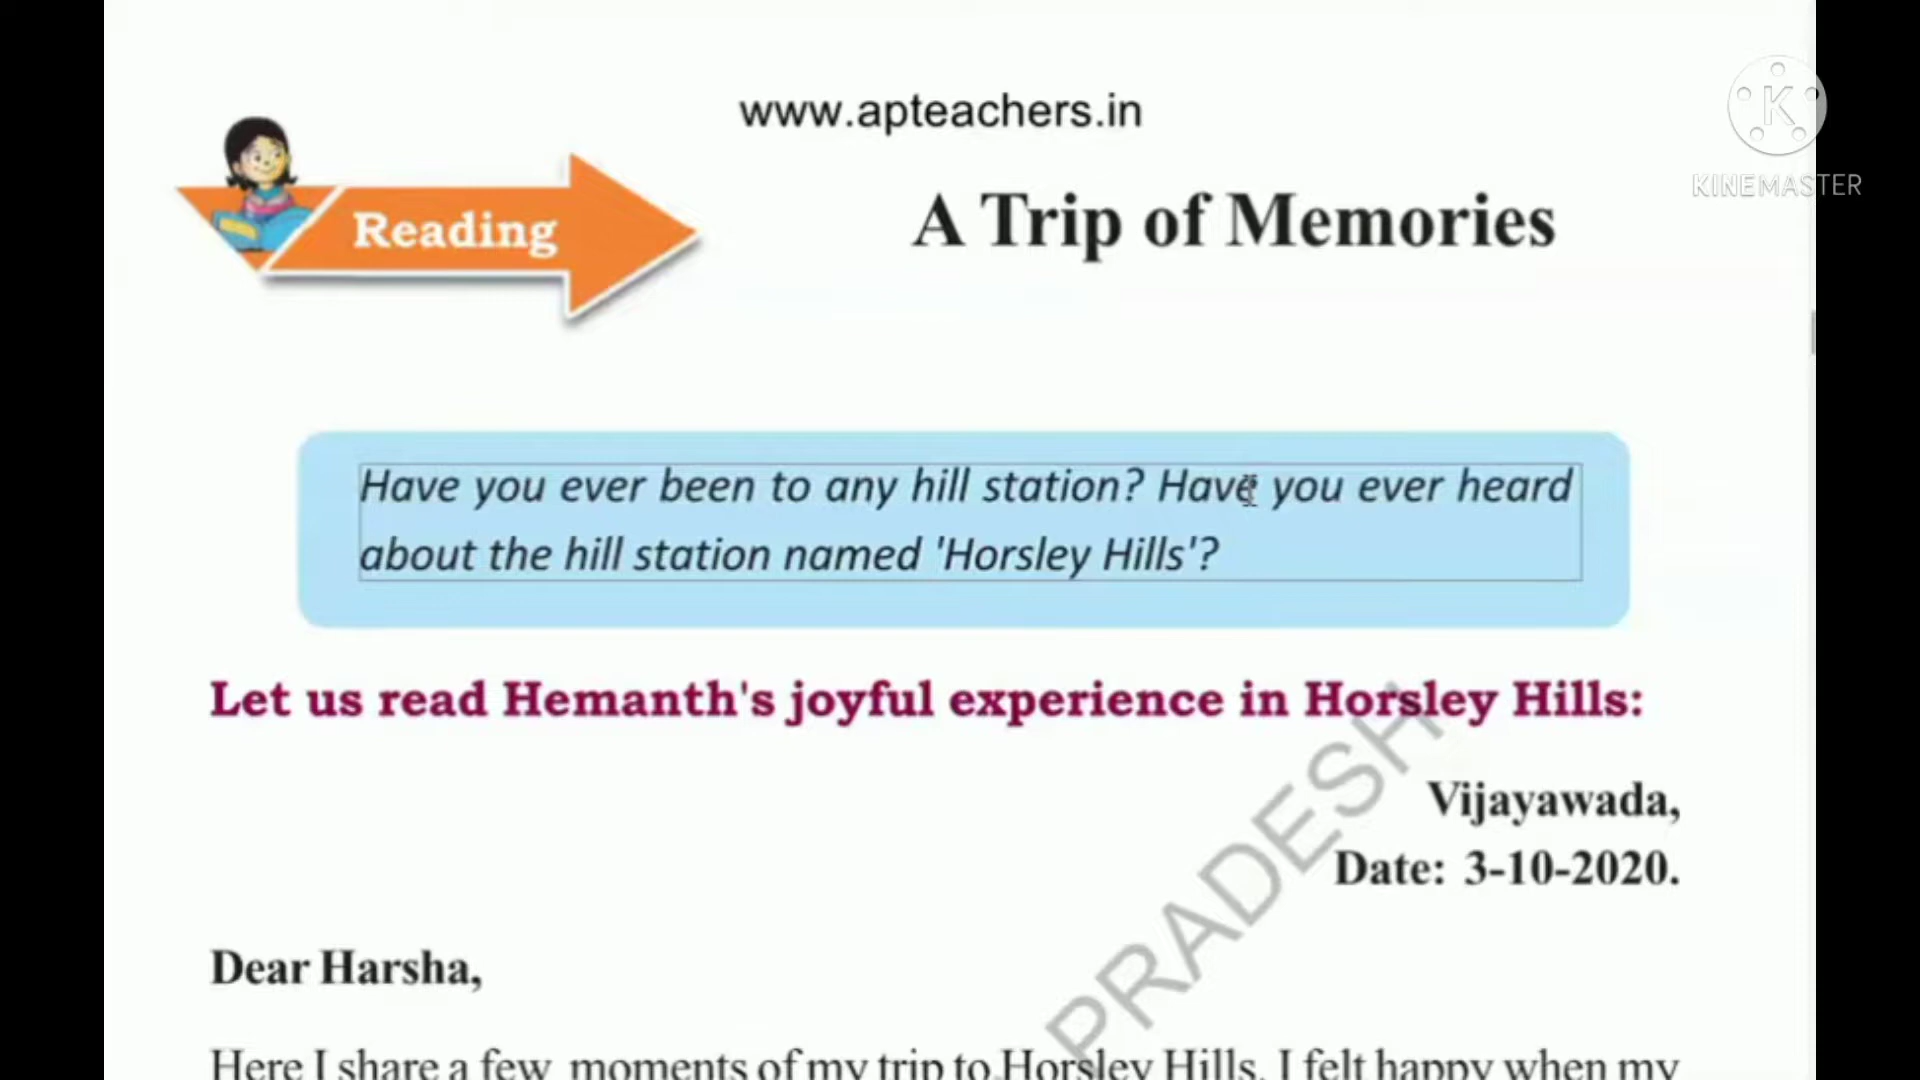 www.apteachers.in
KINEMASTER
Reading
A Trip of Memories
Have you ever been to any hill station? Have you ever heard
about the hill station named 'Horsley Hills'?
Let us read Hemanth's joyful experience in Horsley Hills:
Vijayawada,
Date: 3-10-2020.
Dear Harsha,
PRADESH
Here I share a few moments of my trip to Horsley Hills. I felt happy when my